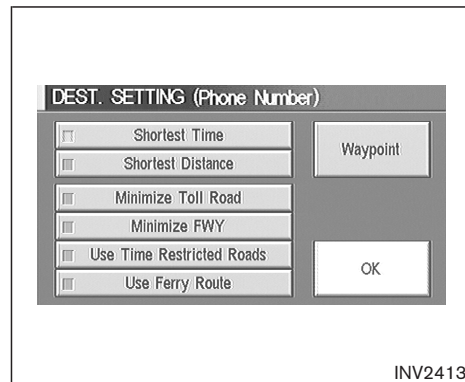 DEST. SETTING (Phone Number)
Shortest Time
Shortest Distance
Minimize Toll Road
Minimize FWY
Use Time Restricted Roads
Use Ferry Route
Waypoint
OK
INV2413